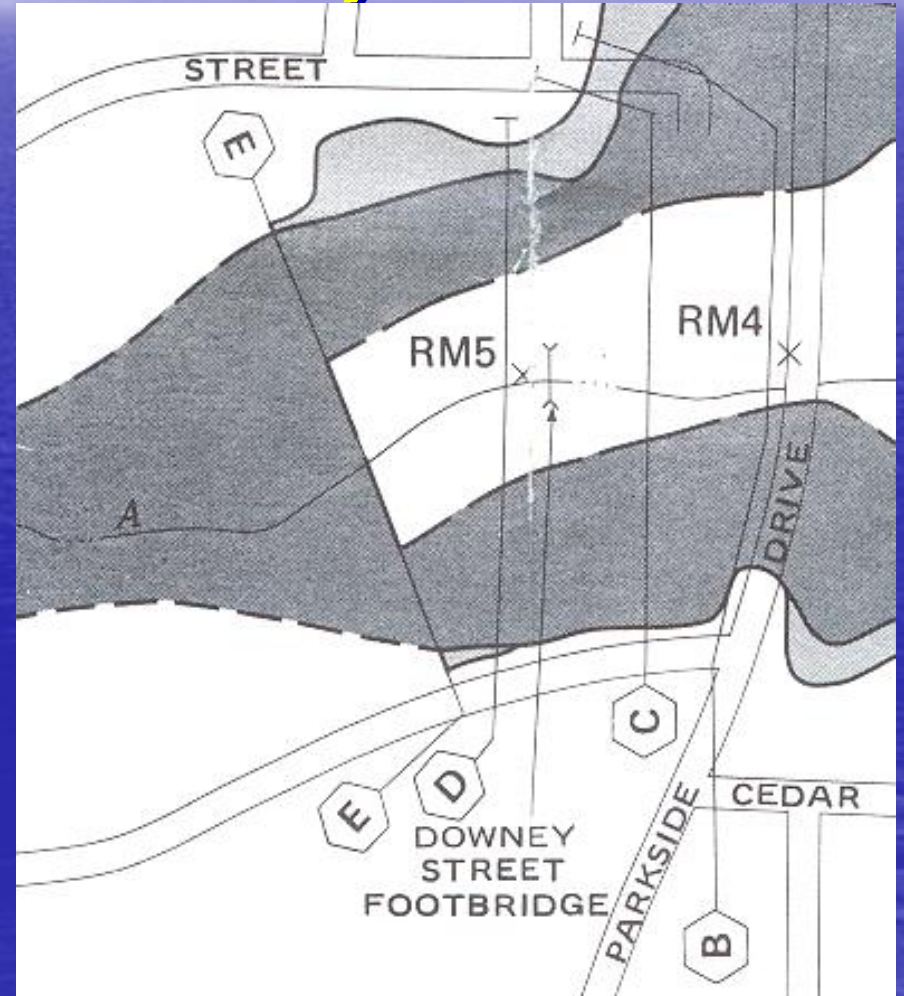 STREET
E
RM5
RM4
A
DRIVE
C
D
E
DOWNEY
STREET
FOOTBRIDGE
CEDAR
PARKSIDE
B